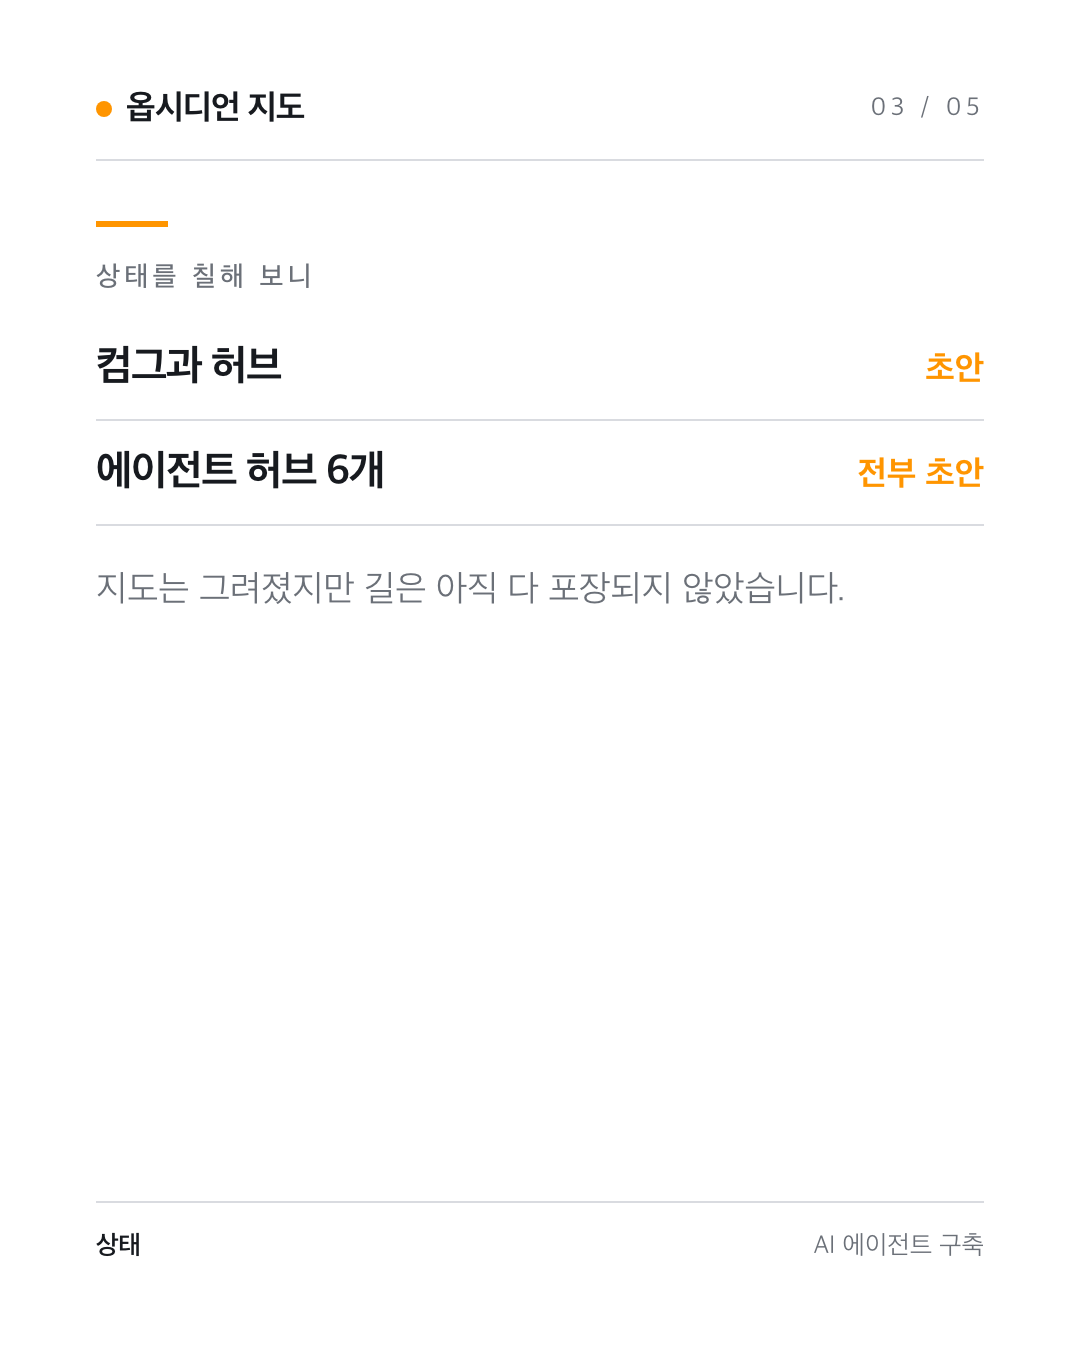 옵시디언 지도
03 / 05
상태를 칠해 보니
컴그과 허브
초안
에이전트 허브 6개
전부 초안
지도는 그려졌지만 길은 아직 다 포장되지 않았습니다.
상태
AI 에이전트 구축